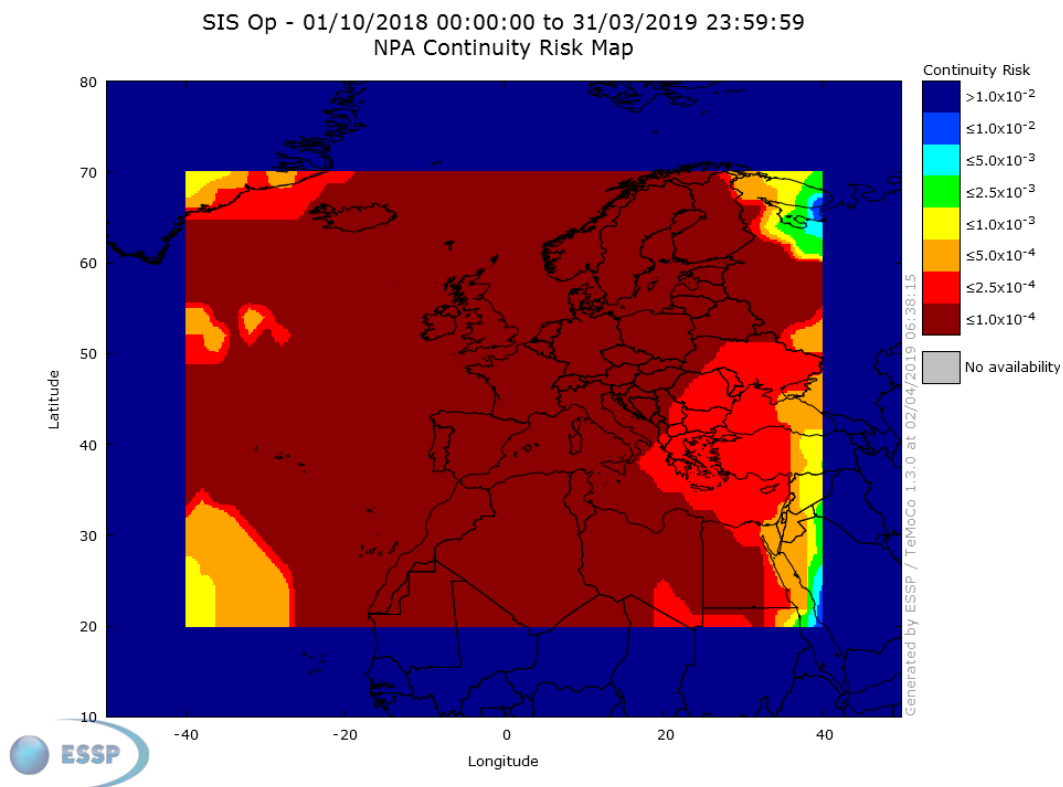 SIS Op - 01/10/2018 00:00:00 to 31/03/2019 23:59:59
NPA Continuity Risk Map
Continuity Risk
>1.0x10⁻²
≤1.0x10⁻²
≤5.0x10⁻³
≤2.5x10⁻³
≤1.0x10⁻³
≤5.0x10⁻⁴
≤2.5x10⁻⁴
≤1.0x10⁻⁴
No availability
Generated by ESSP / TeMoCo 1.3.0 at 02/04/2019 06:38:15
Latitude
80
70
60
50
40
30
20
10
-40
-20
0
20
40
Longitude
ESSP